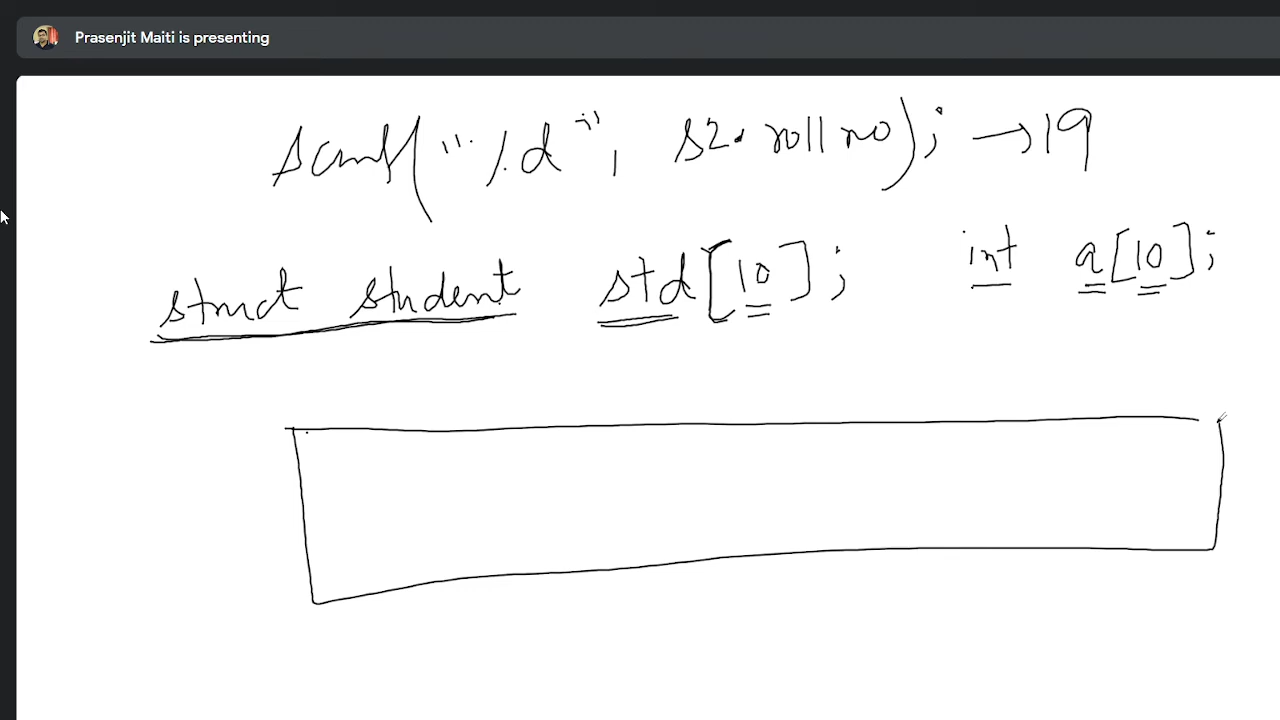 Prasenjit Maiti is presenting
scanf("%d", s2.rollno); → 19
struct student std[10]; int a[10];